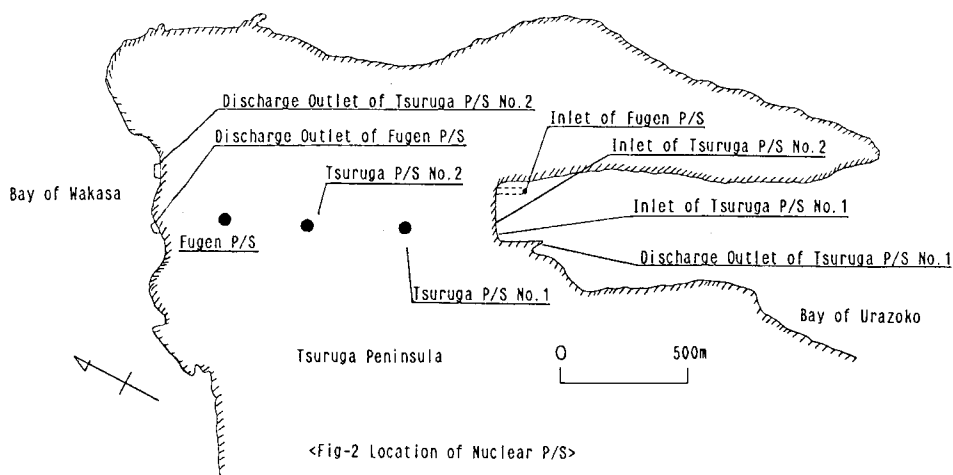 Discharge Outlet of Tsuruga P/S No.2
Inlet of Fugen P/S
Discharge Outlet of Fugen P/S
Inlet of Tsuruga P/S No.2
Tsuruga P/S No.2
Bay of Wakasa
Inlet of Tsuruga P/S No.1
Fugen P/S
Discharge Outlet of Tsuruga P/S No.1
Tsuruga P/S No.1
Bay of Urazoko
Tsuruga Peninsula
0 500m
<Fig-2 Location of Nuclear P/S>